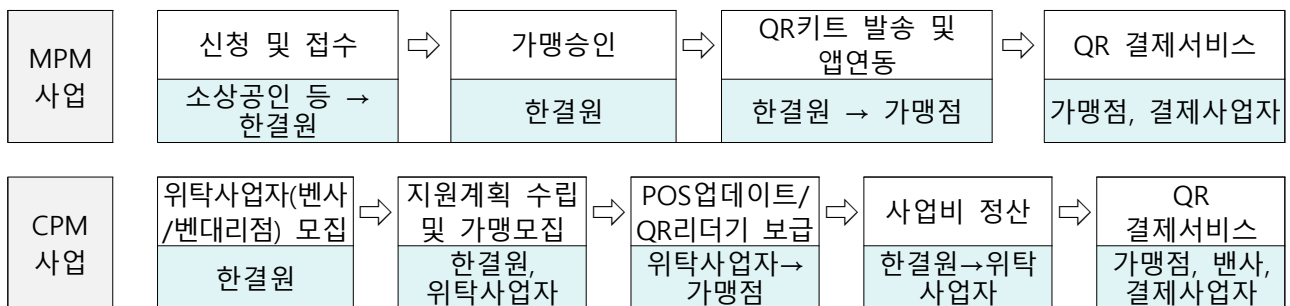 MPM
사업
신청 및 접수
⇨
가맹승인
⇨
QR키트 발송 및
앱연동
⇨
QR 결제서비스
소상공인 등 →
한결원
한결원
한결원 → 가맹점
가맹점, 결제사업자
CPM
사업
위탁사업자(벤사
/벤대리점) 모집
⇨
지원계획 수립
및 가맹모집
⇨
POS업데이트/
QR리더기 보급
⇨
사업비 정산
⇨
QR
결제서비스
한결원
한결원,
위탁사업자
위탁사업자→
가맹점
한결원→위탁
사업자
가맹점, 밴사,
결제사업자